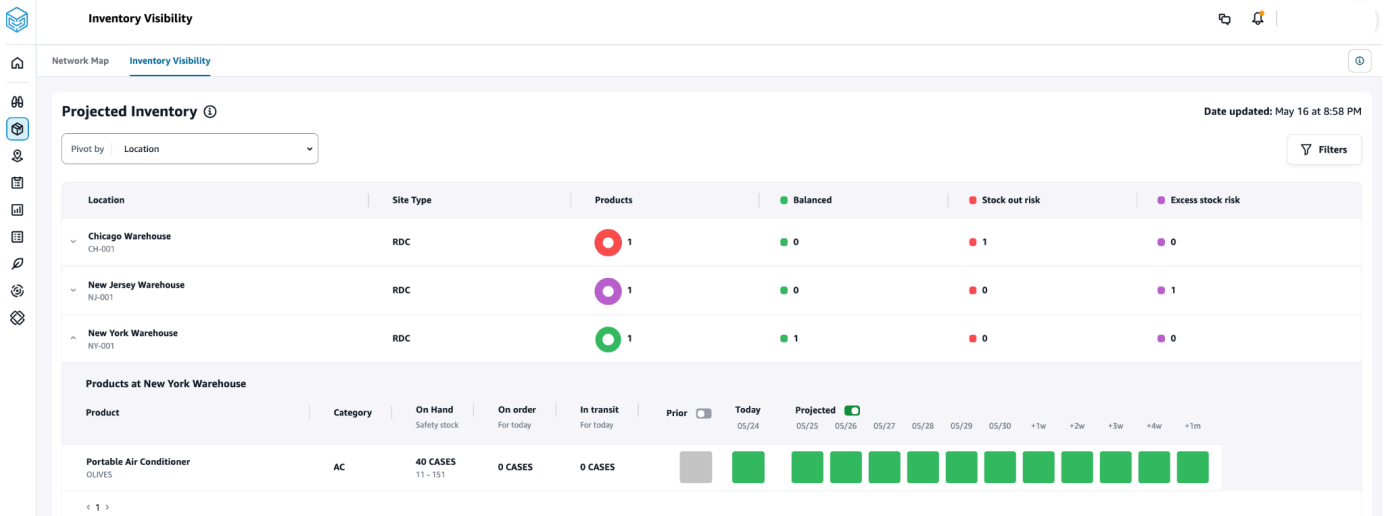 Inventory Visibility
Network Map Inventory Visibility
Projected Inventory
Date updated: May 16 at 8:58 PM
Pivot by Location
Filters
Location Site Type Products Balanced Stock out risk Excess stock risk
Chicago Warehouse
CH-001
RDC 1 0 1 0
New Jersey Warehouse
NJ-001
RDC 1 0 0 1
New York Warehouse
NY-001
RDC 1 1 0 0
Products at New York Warehouse
Product Category On Hand On order In transit Prior Today Projected
Safety stock For today For today 05/24 05/25 05/26 05/27 05/28 05/29 05/30 +1w +2w +3w +4w +1m
Portable Air Conditioner
OLIVES
AC 40 CASES 0 CASES 0 CASES
11 - 151
< 1 >